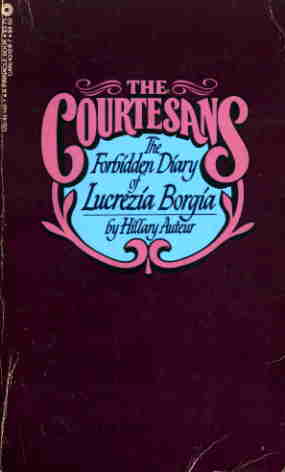 THE
COURTESANS
The
Forbidden Diary
of
Lucrezia Borgia
by Hillary Auteur